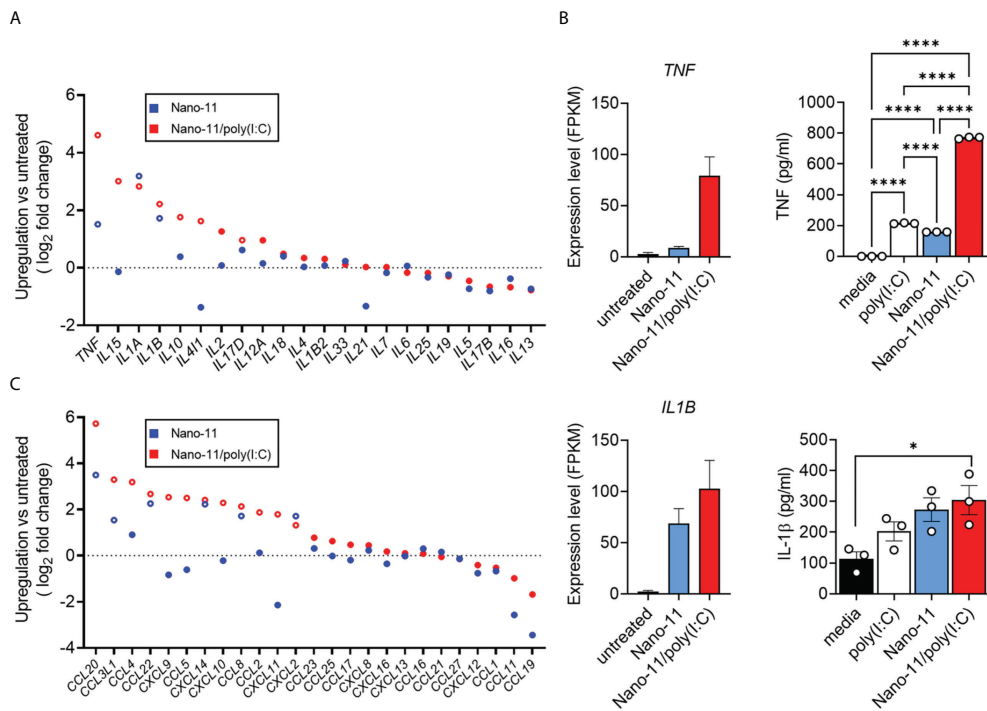 A
Upregulation vs untreated
( log2 fold change)
6
4
2
0
-2
Nano-11
Nano-11/poly(I:C)
TNF
IL15
IL1A
IL1B
IL10
IL4I1
IL2
IL17D
IL12A
IL18
IL4
IL1B2
IL33
IL21
IL7
IL6
IL25
IL19
IL5
IL17B
IL16
IL13
B
TNF
Expression level (FPKM)
150
100
50
0
untreated
Nano-11
Nano-11/poly(I:C)
TNF (pg/ml)
1000
800
600
400
200
0
****
****
**** ****
****
****
media
poly(I:C)
Nano-11
Nano-11/poly(I:C)
C
Upregulation vs untreated
( log2 fold change)
6
4
2
0
-2
-4
Nano-11
Nano-11/poly(I:C)
CCL20
CCL3L1
CCL4
CCL22
CXCL9
CCL5
CXCL14
CXCL10
CCL8
CCL2
CXCL11
CXCL2
CCL23
CCL25
CCL17
CXCL8
CXCL16
CXCL13
CCL16
CCL21
CCL27
CXCL12
CCL1
CCL11
CCL19
IL1B
Expression level (FPKM)
150
100
50
0
untreated
Nano-11
Nano-11/poly(I:C)
IL-1β (pg/ml)
500
400
300
200
100
0
*
media
poly(I:C)
Nano-11
Nano-11/poly(I:C)